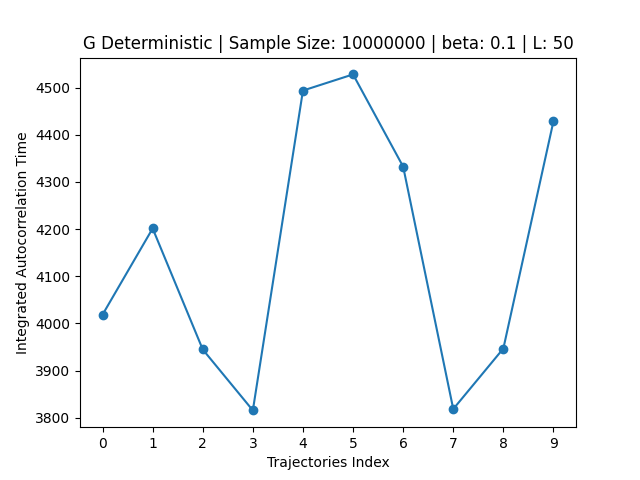 G Deterministic | Sample Size: 10000000 | beta: 0.1 | L: 50
Integrated Autocorrelation Time
4500
4400
4300
4200
4100
4000
3900
3800
0 1 2 3 4 5 6 7 8 9
Trajectories Index